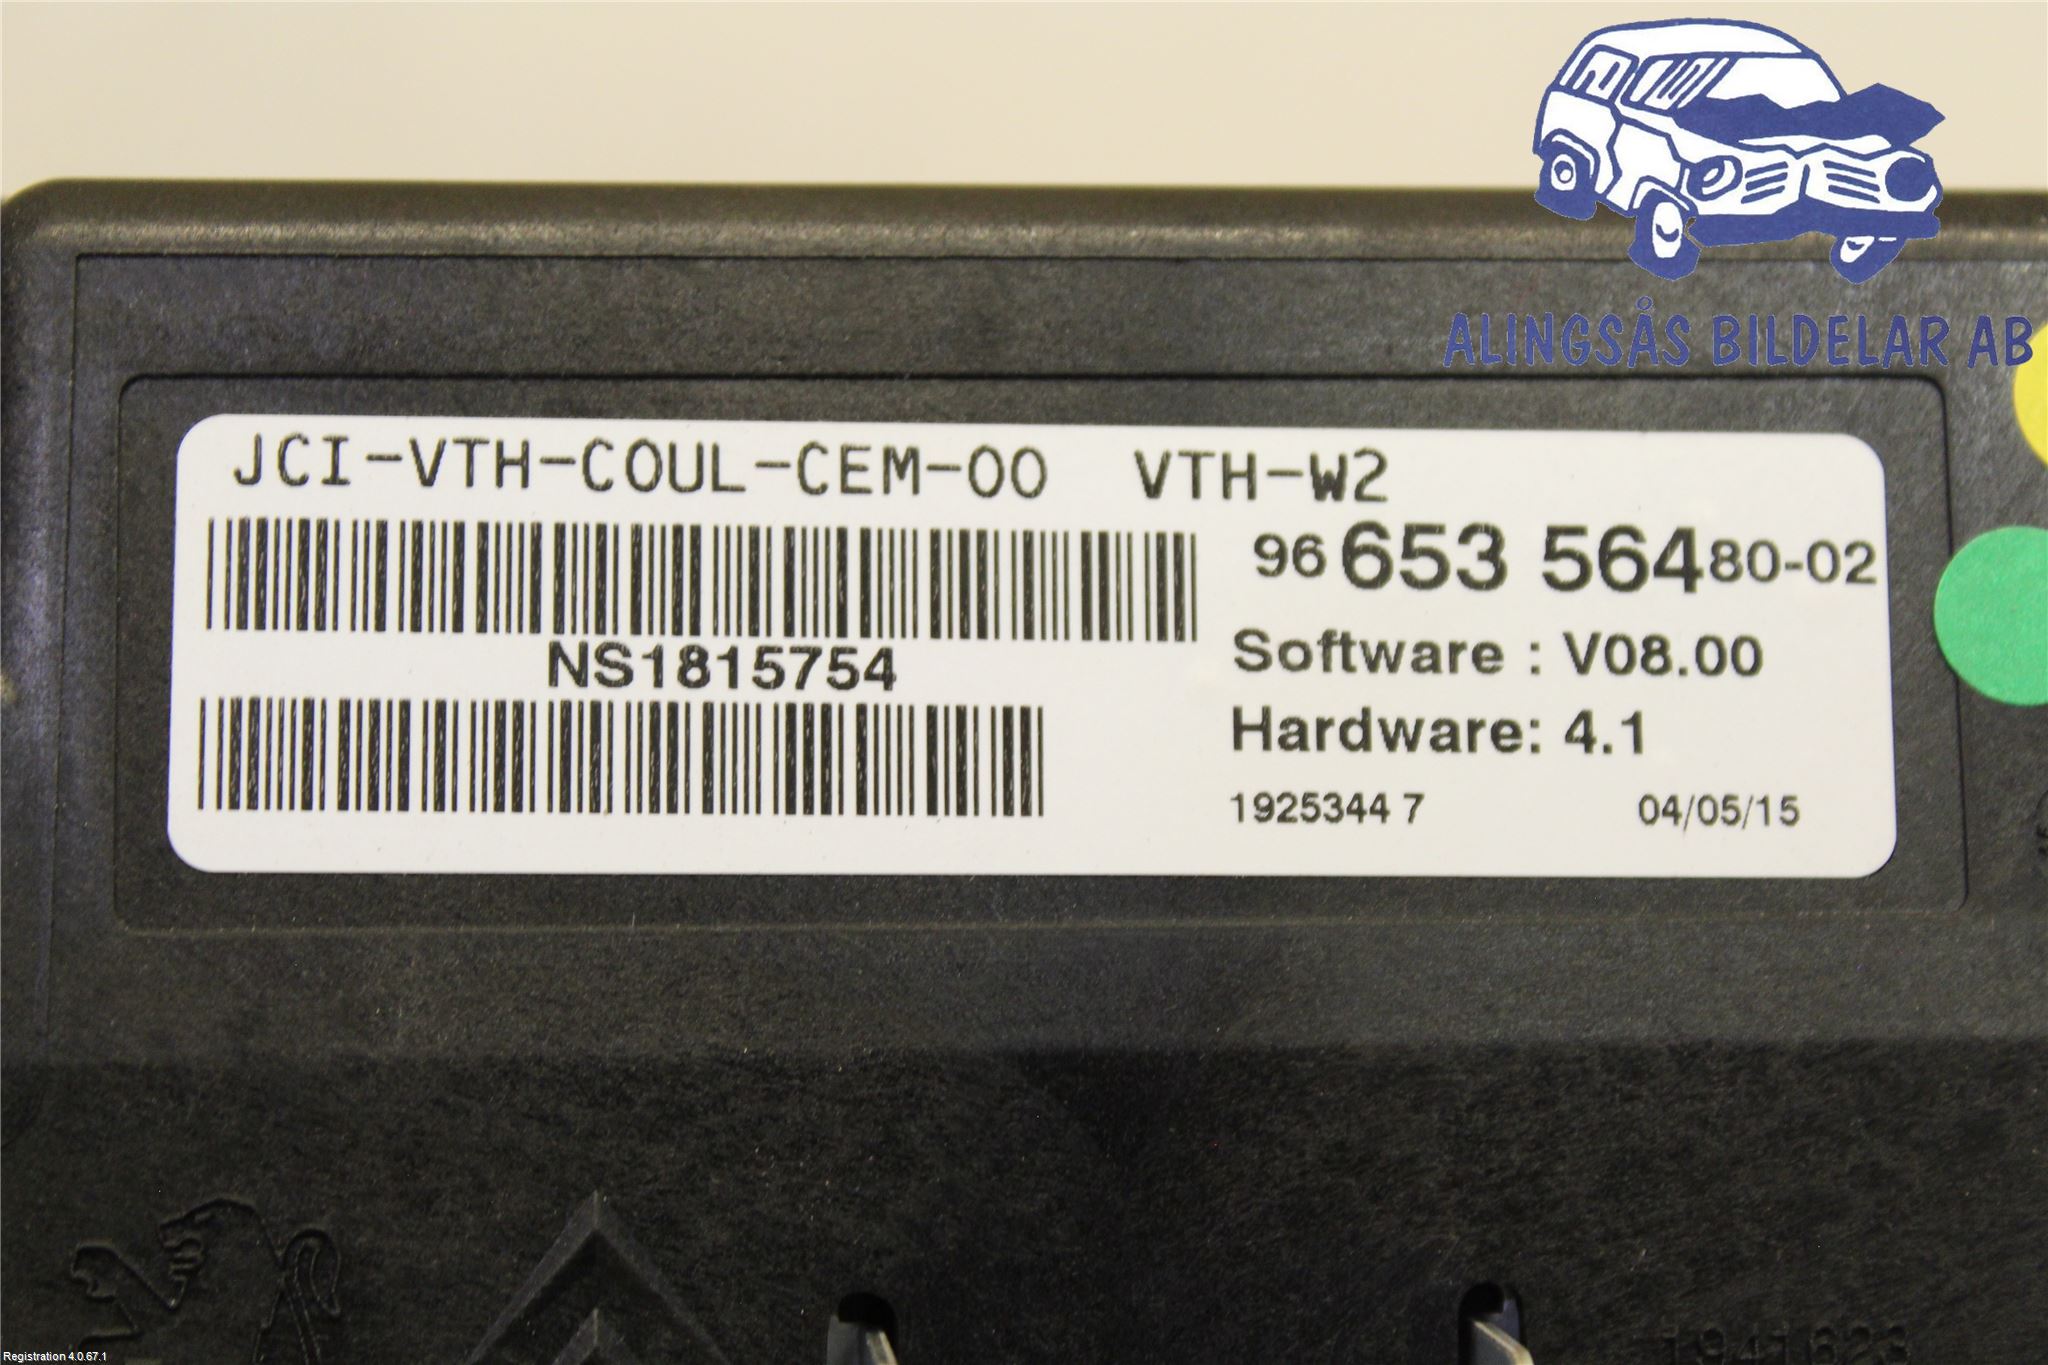 ALINGSÅS BILDELAR AB
JCI-VTH-COUL-CEM-00 VTH-W2
96 653 564 80-02
NS1815754
Software : V08.00
Hardware: 4.1
1925344 7 04/05/15
Registration 4.0.67.1